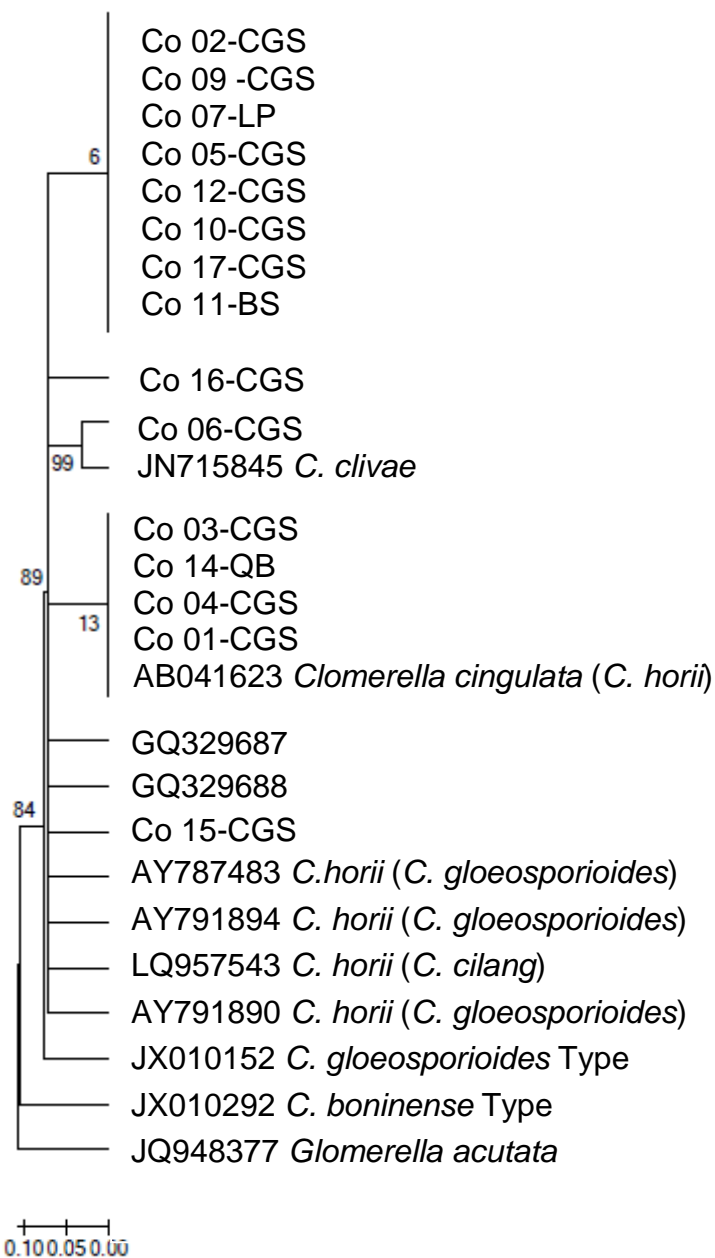 Co 02-CGS
Co 09 -CGS
Co 07-LP
6
Co 05-CGS
Co 12-CGS
Co 10-CGS
Co 17-CGS
Co 11-BS
Co 16-CGS
Co 06-CGS
99
JN715845 C. clivae
Co 03-CGS
Co 14-QB
89
Co 04-CGS
13
Co 01-CGS
AB041623 Clomerella cingulata (C. horii)
GQ329687
GQ329688
84
Co 15-CGS
AY787483 C.horii (C. gloeosporioides)
AY791894 C. horii (C. gloeosporioides)
LQ957543 C. horii (C. cilang)
AY791890 C. horii (C. gloeosporioides)
JX010152 C. gloeosporioides Type
JX010292 C. boninense Type
JQ948377 Glomerella acutata
0.10 0.05 0.00